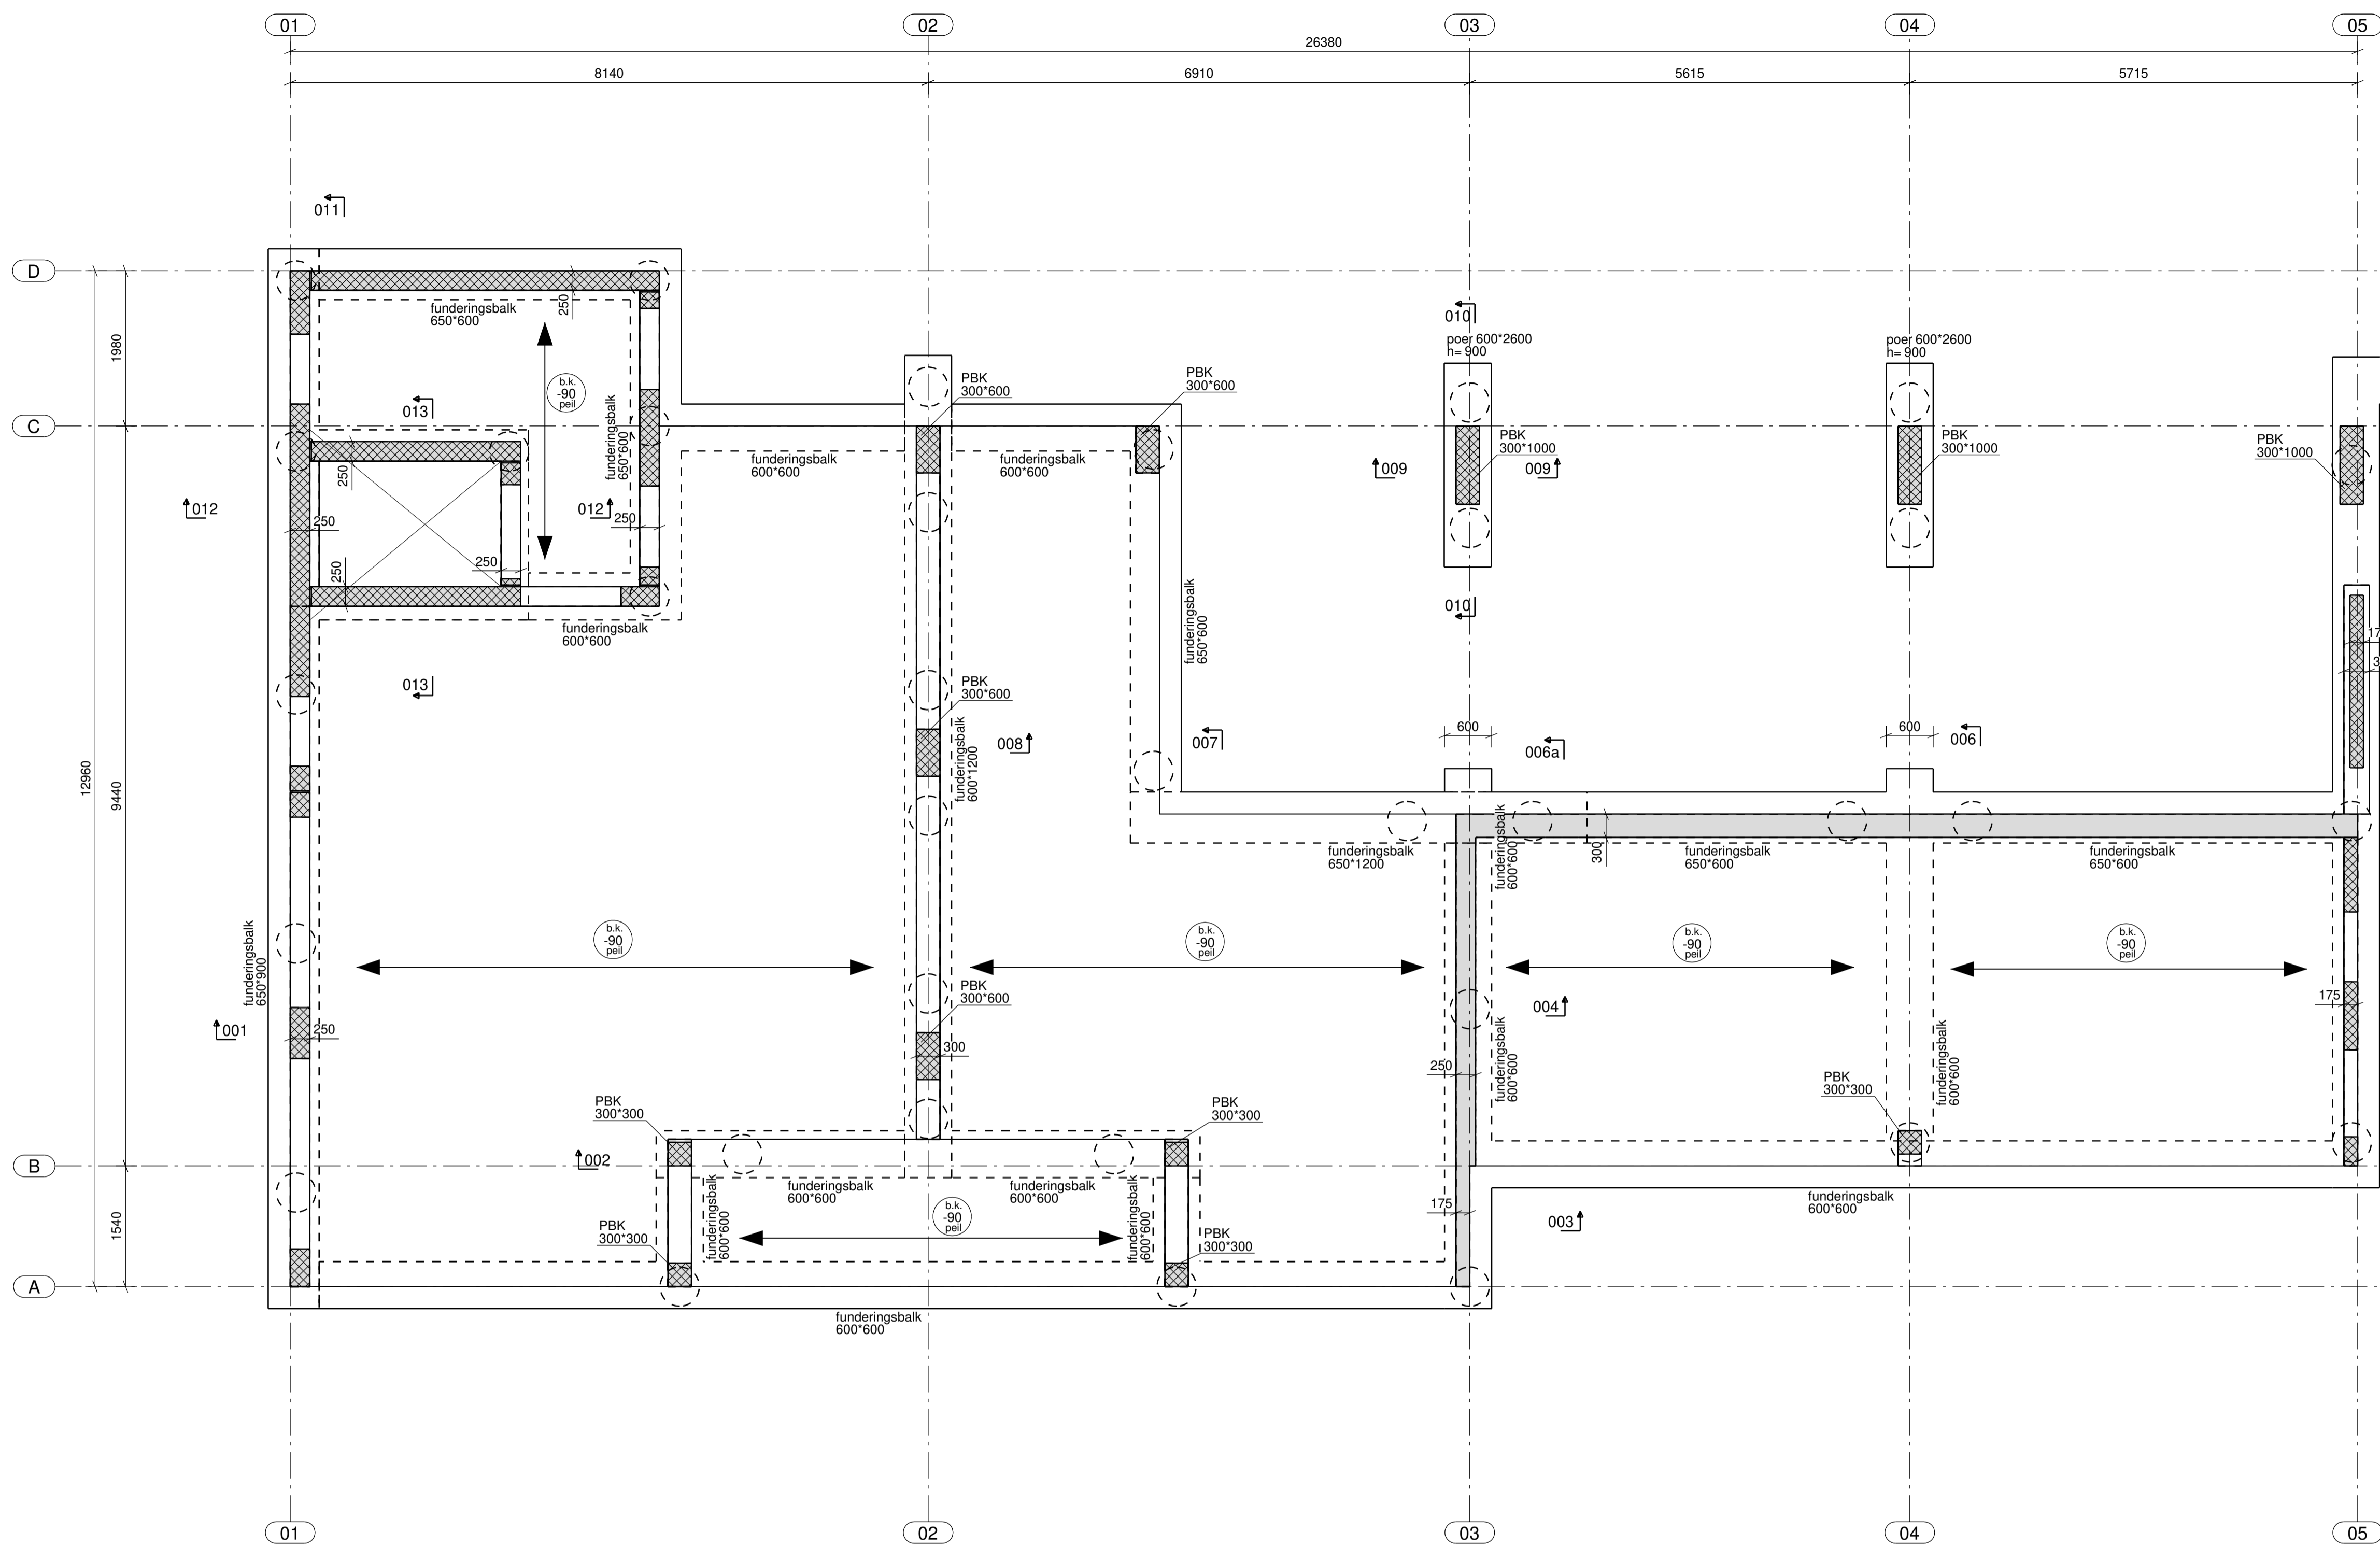 01
02
03
04
05
26380
8140
6910
5615
5715
011
D
250
funderingsbalk
650*600
010
poer 600*2600
h= 900
poer 600*2600
h= 900
1980
b.k.
-90
peil
PBK
300*600
PBK
300*600
013
C
funderingsbalk
650*600
PBK
300*1000
PBK
300*1000
PBK
300*1000
funderingsbalk
600*600
funderingsbalk
600*600
009
009
250
012
012
250
250
250
250
funderingsbalk
600*600
funderingsbalk
650*600
010
013
PBK
300*600
funderingsbalk
600*1200
008
007
006a
006
600
600
12960
9440
funderingsbalk
650*1200
funderingsbalk
600*600
300
funderingsbalk
650*600
funderingsbalk
650*600
funderingsbalk
650*900
b.k.
-90
peil
b.k.
-90
peil
b.k.
-90
peil
b.k.
-90
peil
001
250
PBK
300*600
300
004
175
250
funderingsbalk
600*600
PBK
300*300
funderingsbalk
600*600
PBK
300*300
PBK
300*300
B
002
funderingsbalk
600*600
funderingsbalk
600*600
funderingsbalk
600*600
funderingsbalk
600*600
b.k.
-90
peil
1540
PBK
300*300
PBK
300*300
175
003
funderingsbalk
600*600
A
funderingsbalk
600*600
01
02
03
04
05